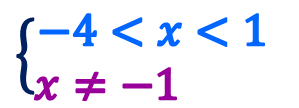 −4 < x < 1
x ≠ −1